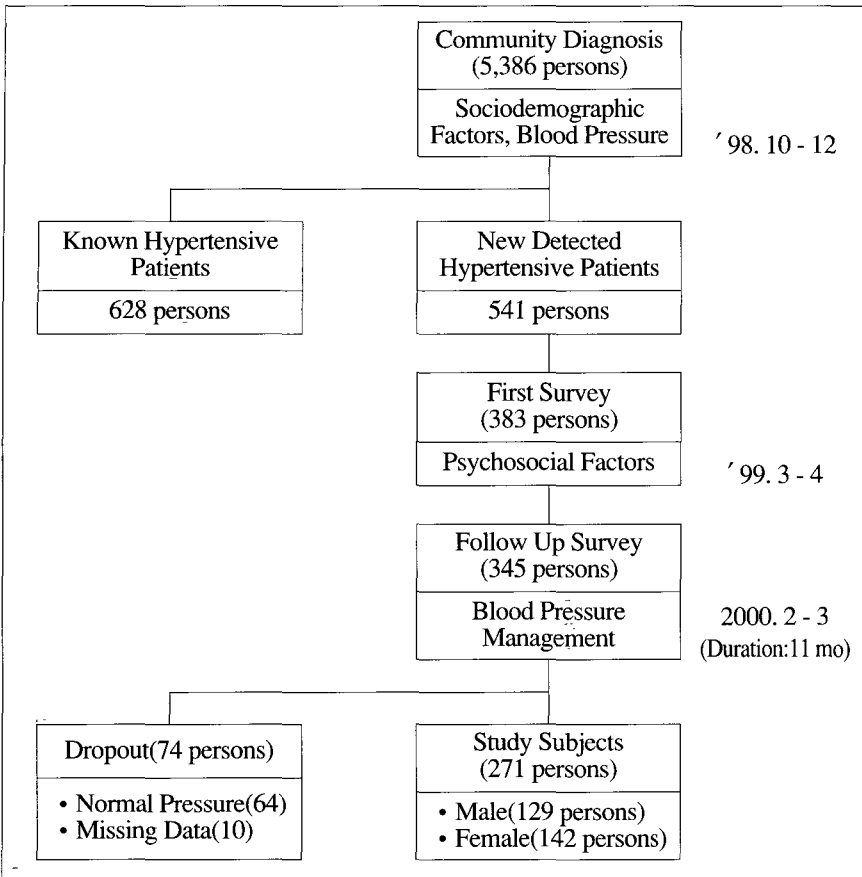 Community Diagnosis
(5,386 persons)
Sociodemographic
Factors, Blood Pressure
′98. 10 - 12
Known Hypertensive
Patients
628 persons
New Detected
Hypertensive Patients
541 persons
First Survey
(383 persons)
Psychosocial Factors
′99. 3 - 4
Follow Up Survey
(345 persons)
Blood Pressure
Management
2000. 2 - 3
(Duration:11 mo)
Dropout(74 persons)
• Normal Pressure(64)
• Missing Data(10)
Study Subjects
(271 persons)
• Male(129 persons)
• Female(142 persons)